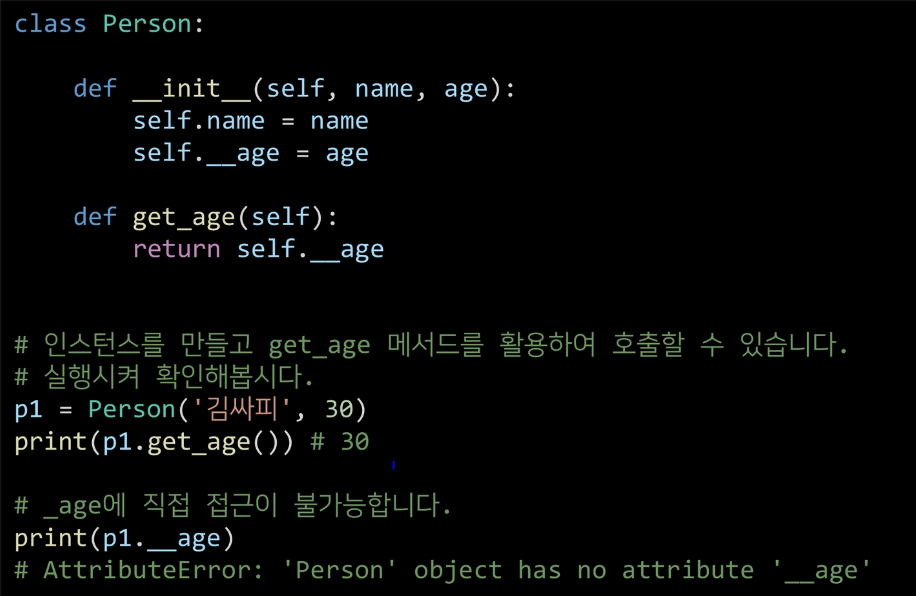 class Person:
    def __init__(self, name, age):
        self.name = name
        self.__age = age
    def get_age(self):
        return self.__age
# 인스턴스를 만들고 get_age 메서드를 활용하여 호출할 수 있습니다.
# 실행시켜 확인해봅시다.
p1 = Person('김싸피', 30)
print(p1.get_age()) # 30
# _age에 직접 접근이 불가능합니다.
print(p1.__age)
# AttributeError: 'Person' object has no attribute '__age'